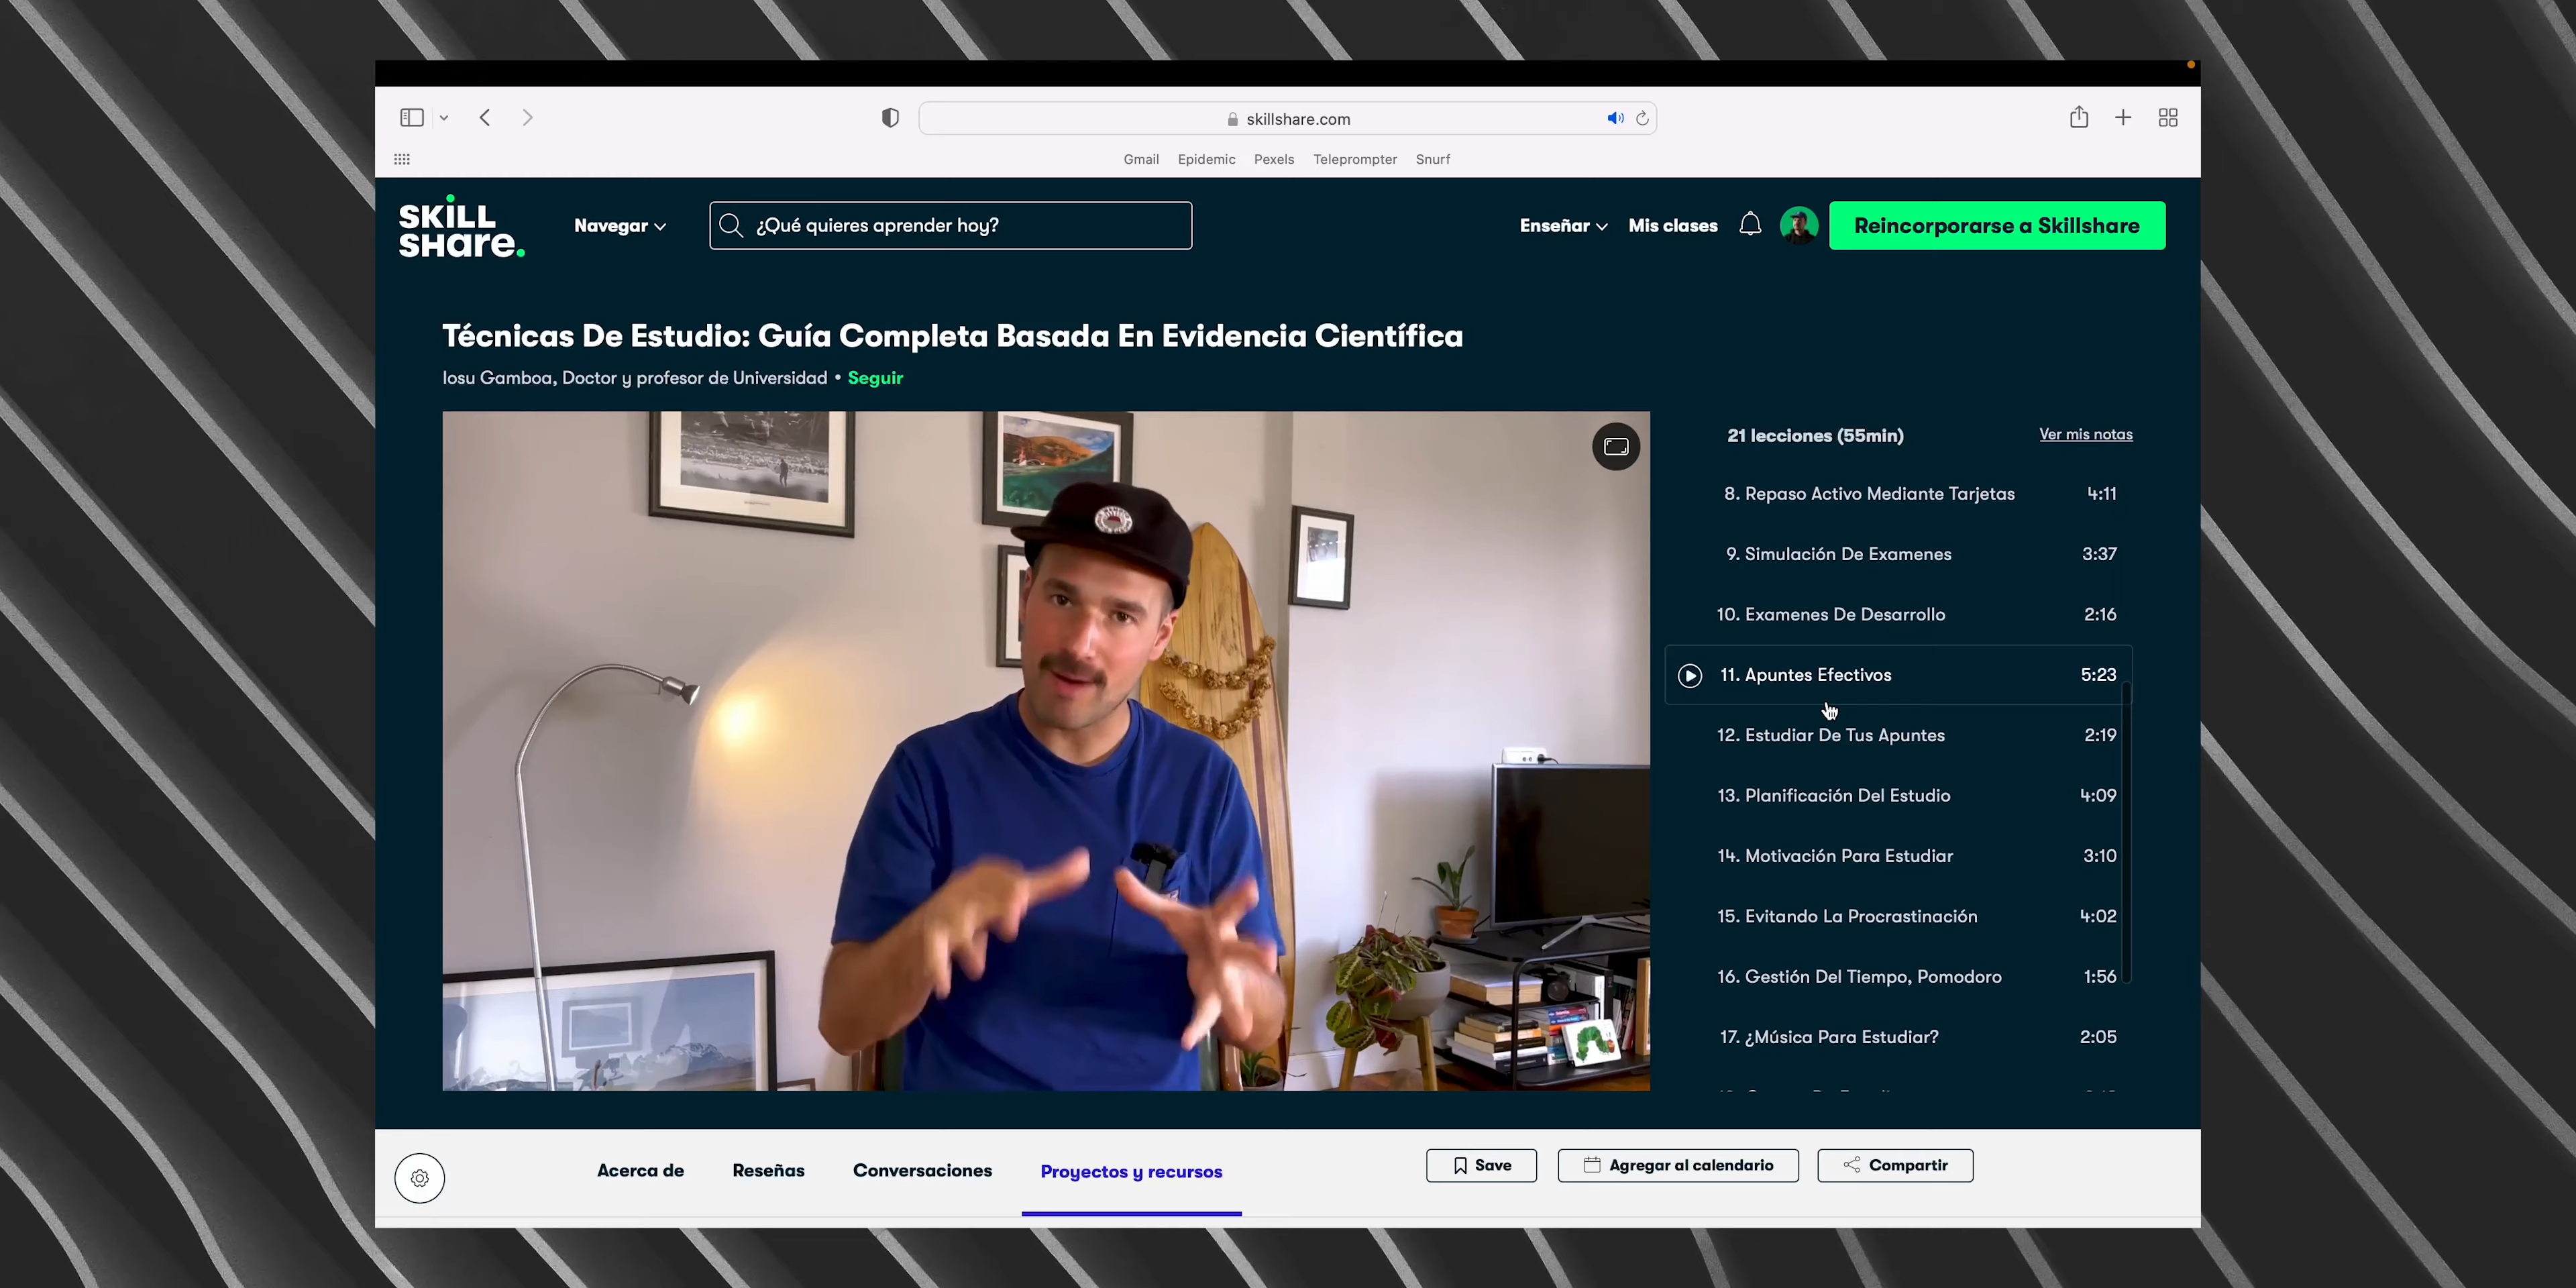 skillshare.com
Gmail Epidemic Pexels Teleprompter Snurf
SKILL
SHare.
Navegar
¿Qué quieres aprender hoy?
Enseñar
Mis clases
Reincorporarse a Skillshare
Técnicas De Estudio: Guía Completa Basada En Evidencia Científica
Iosu Gamboa, Doctor y profesor de Universidad • Seguir
21 lecciones (55min)
Ver mis notas
8. Repaso Activo Mediante Tarjetas 4:11
9. Simulación De Examenes 3:37
10. Examenes De Desarrollo 2:16
11. Apuntes Efectivos 5:23
12. Estudiar De Tus Apuntes 2:19
13. Planificación Del Estudio 4:09
14. Motivación Para Estudiar 3:10
15. Evitando La Procrastinación 4:02
16. Gestión Del Tiempo, Pomodoro 1:56
17. ¿Música Para Estudiar? 2:05
Acerca de
Reseñas
Conversaciones
Proyectos y recursos
Save
Agregar al calendario
Compartir